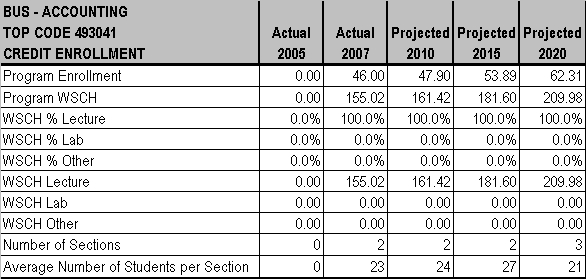 BUS - ACCOUNTING
TOP CODE 493041 Actual Actual Projected Projected Projected
CREDIT ENROLLMENT 2005 2007 2010 2015 2020
Program Enrollment 0.00 46.00 47.90 53.89 62.31
Program WSCH 0.00 155.02 161.42 181.60 209.98
WSCH % Lecture 0.0% 100.0% 100.0% 100.0% 100.0%
WSCH % Lab 0.0% 0.0% 0.0% 0.0% 0.0%
WSCH % Other 0.0% 0.0% 0.0% 0.0% 0.0%
WSCH Lecture 0.00 155.02 161.42 181.60 209.98
WSCH Lab 0.00 0.00 0.00 0.00 0.00
WSCH Other 0.00 0.00 0.00 0.00 0.00
Number of Sections 0 2 2 2 3
Average Number of Students per Section 0 23 24 27 21